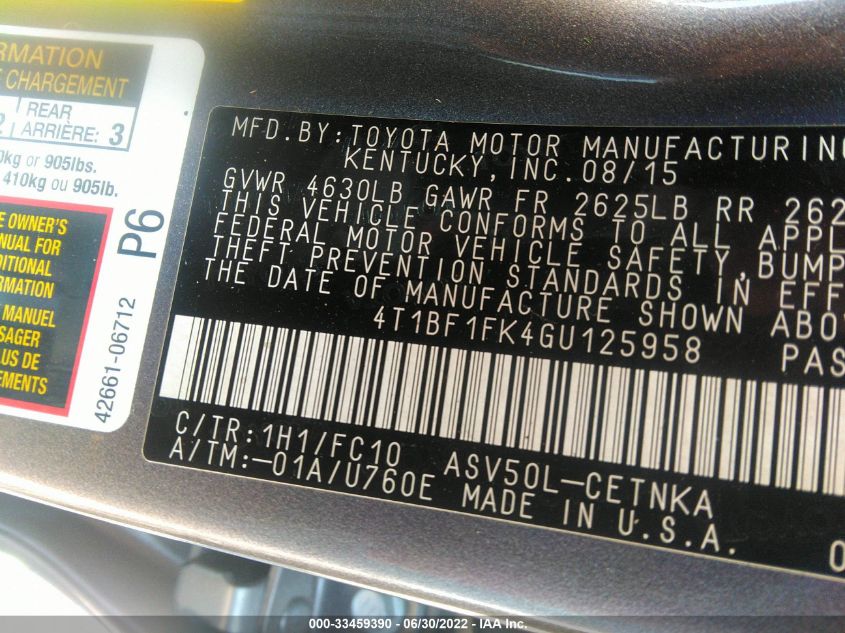 RMATION
E CHARGEMENT
REAR
ARRIÈRE: 3
0kg or 905lbs.
410kg ou 905lb.
E OWNER'S
ANUAL FOR
DITIONAL
ORMATION
MANUEL
SAGER
LUS DE
EMENTS
42661-06712
P6
MFD. BY: TOYOTA MOTOR MANUFACTURING
KENTUCKY, INC. 08/15
GVWR 4630LB GAWR FR 2625LB RR 262
THIS VEHICLE CONFORMS TO ALL APPL
FEDERAL MOTOR VEHICLE SAFETY, BUMP
THEFT PREVENTION STANDARDS IN EFF
THE DATE OF MANUFACTURE SHOWN ABO
4T1BF1FK4GU125958 PAS
C/TR: 1H1/FC10 ASV50L-CETNKA
A/TM: -01A/U760E MADE IN U.S.A.
000-33459390 - 06/30/2022 - IAA Inc.